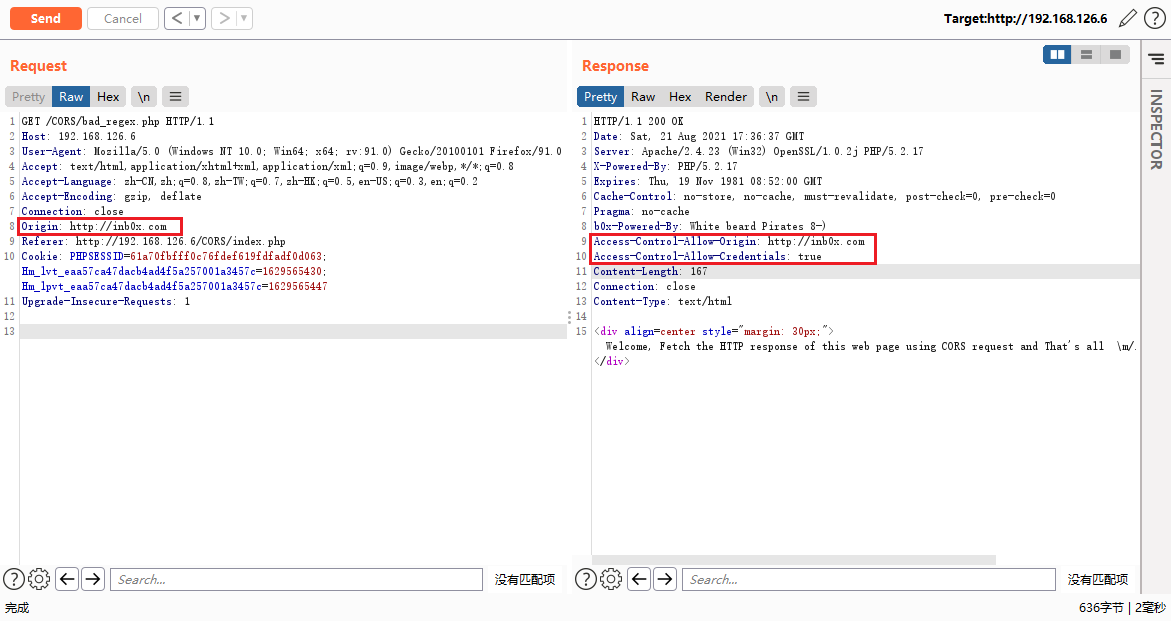 Send Cancel < ▼ > ▼ Target:http://192.168.126.6
Request
Pretty Raw Hex \n ≡
1 GET /CORS/bad_regex.php HTTP/1.1
2 Host: 192.168.126.6
3 User-Agent: Mozilla/5.0 (Windows NT 10.0; Win64; x64; rv:91.0) Gecko/20100101 Firefox/91.0
4 Accept: text/html,application/xhtml+xml,application/xml;q=0.9,image/webp,*/*;q=0.8
5 Accept-Language: zh-CN,zh;q=0.8,zh-TW;q=0.7,zh-HK;q=0.5,en-US;q=0.3,en;q=0.2
6 Accept-Encoding: gzip, deflate
7 Connection: close
8 Origin: http://inb0x.com
9 Referer: http://192.168.126.6/CORS/index.php
10 Cookie: PHPSESSID=61a70fbfff0c76fdef619fdfadf0d063;
Hm_lvt_eaa57ca47dacb4ad4f5a257001a3457c=1629565430;
Hm_lpvt_eaa57ca47dacb4ad4f5a257001a3457c=1629565447
11 Upgrade-Insecure-Requests: 1
12
13
? Search... 没有匹配项
Response
Pretty Raw Hex Render \n ≡
1 HTTP/1.1 200 OK
2 Date: Sat, 21 Aug 2021 17:36:37 GMT
3 Server: Apache/2.4.23 (Win32) OpenSSL/1.0.2j PHP/5.2.17
4 X-Powered-By: PHP/5.2.17
5 Expires: Thu, 19 Nov 1981 08:52:00 GMT
6 Cache-Control: no-store, no-cache, must-revalidate, post-check=0, pre-check=0
7 Pragma: no-cache
8 b0x-Powered-By: White beard Pirates 8-)
9 Access-Control-Allow-Origin: http://inb0x.com
10 Access-Control-Allow-Credentials: true
11 Content-Length: 167
12 Connection: close
13 Content-Type: text/html
14
15 <div align=center style="margin: 30px;">
Welcome, Fetch the HTTP response of this web page using CORS request and That's all \m/.
</div>
? Search... 没有匹配项
INSPECTOR
完成 636字节 | 2毫秒